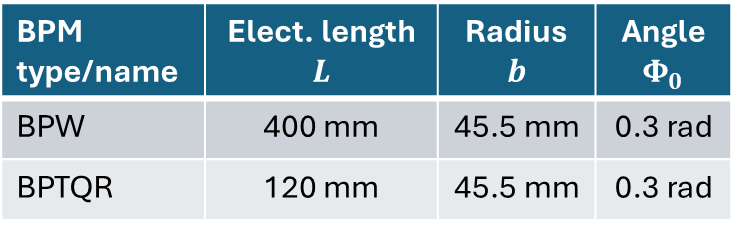 BPM type/name Elect. length L Radius b Angle Φ₀
BPW 400 mm 45.5 mm 0.3 rad
BPTQR 120 mm 45.5 mm 0.3 rad